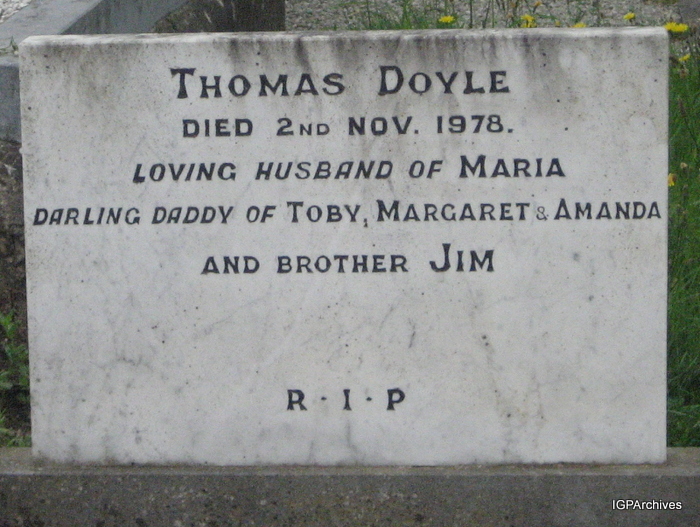 THOMAS DOYLE
DIED 2ND NOV. 1978.
LOVING HUSBAND OF MARIA
DARLING DADDY OF TOBY, MARGARET & AMANDA
AND BROTHER JIM
R · I · P
IGPArchives